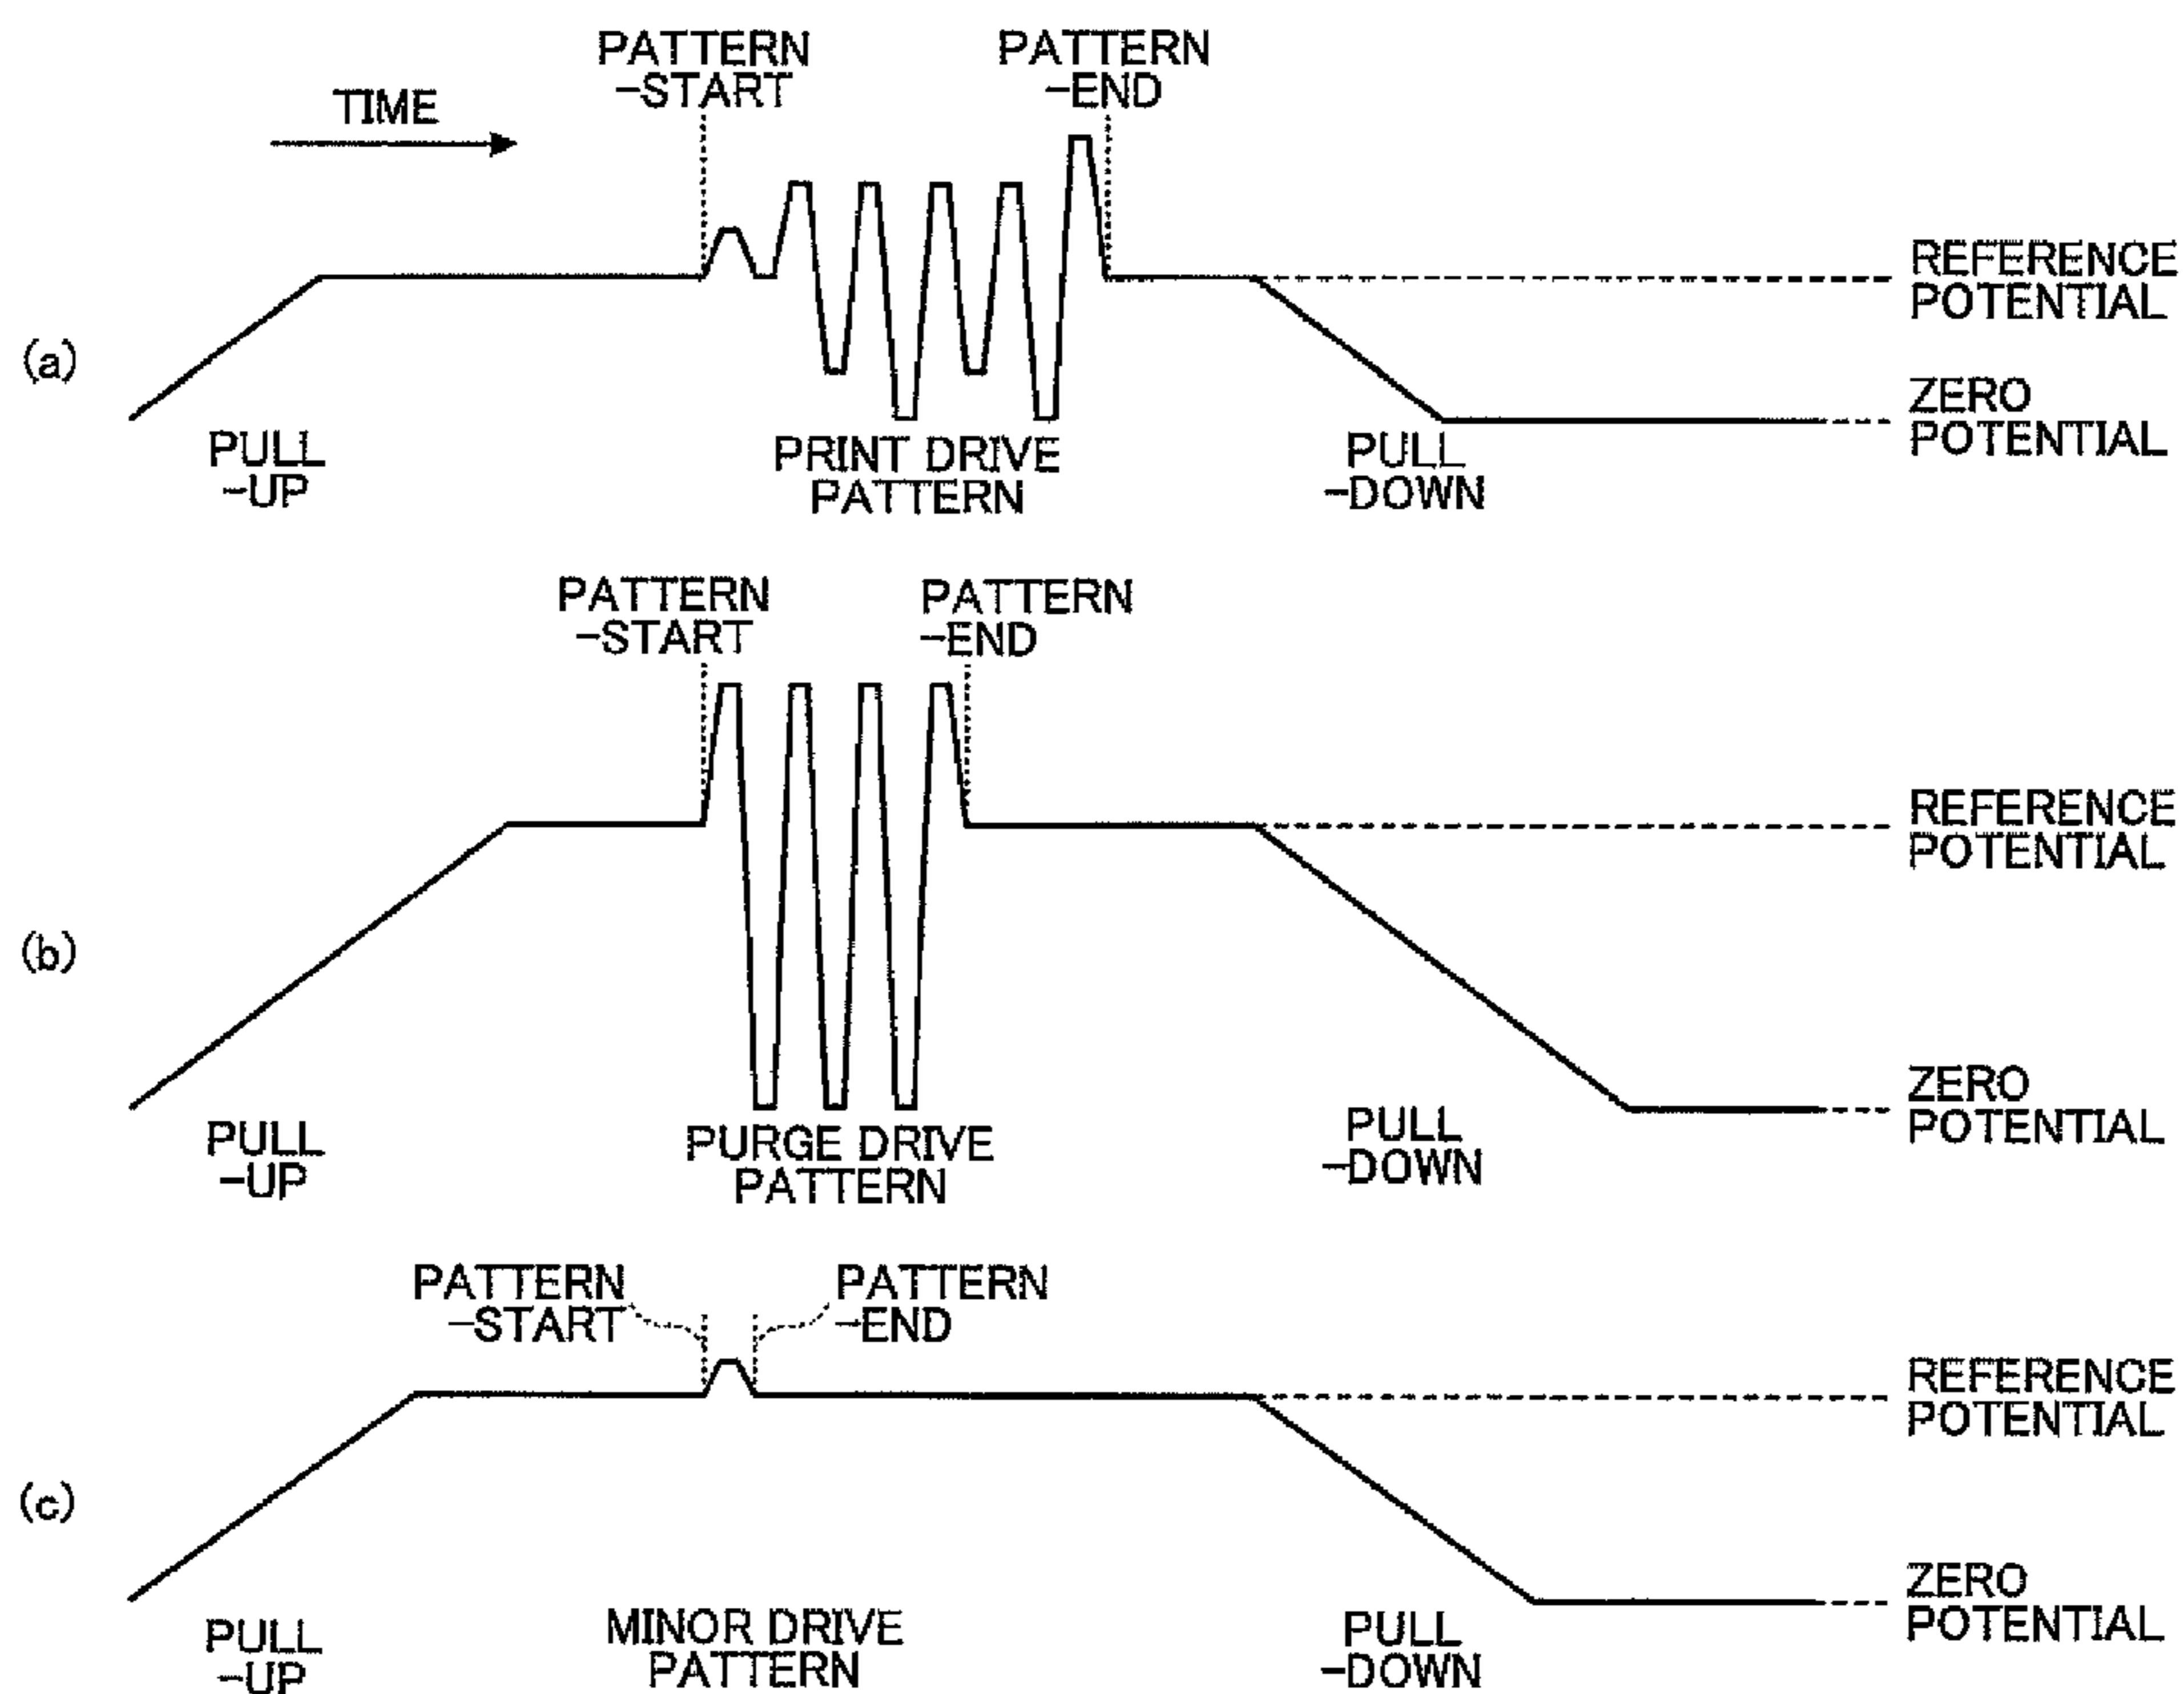 PATTERN
-START
PATTERN
-END
TIME
REFERENCE
POTENTIAL
(a)
ZERO
POTENTIAL
PULL
-UP
PRINT DRIVE
PATTERN
PULL
-DOWN
PATTERN
-START
PATTERN
-END
REFERENCE
POTENTIAL
(b)
ZERO
POTENTIAL
PULL
-UP
PURGE DRIVE
PATTERN
PULL
-DOWN
PATTERN
-START
PATTERN
-END
REFERENCE
POTENTIAL
(c)
ZERO
POTENTIAL
PULL
-UP
MINOR DRIVE
PATTERN
PULL
-DOWN